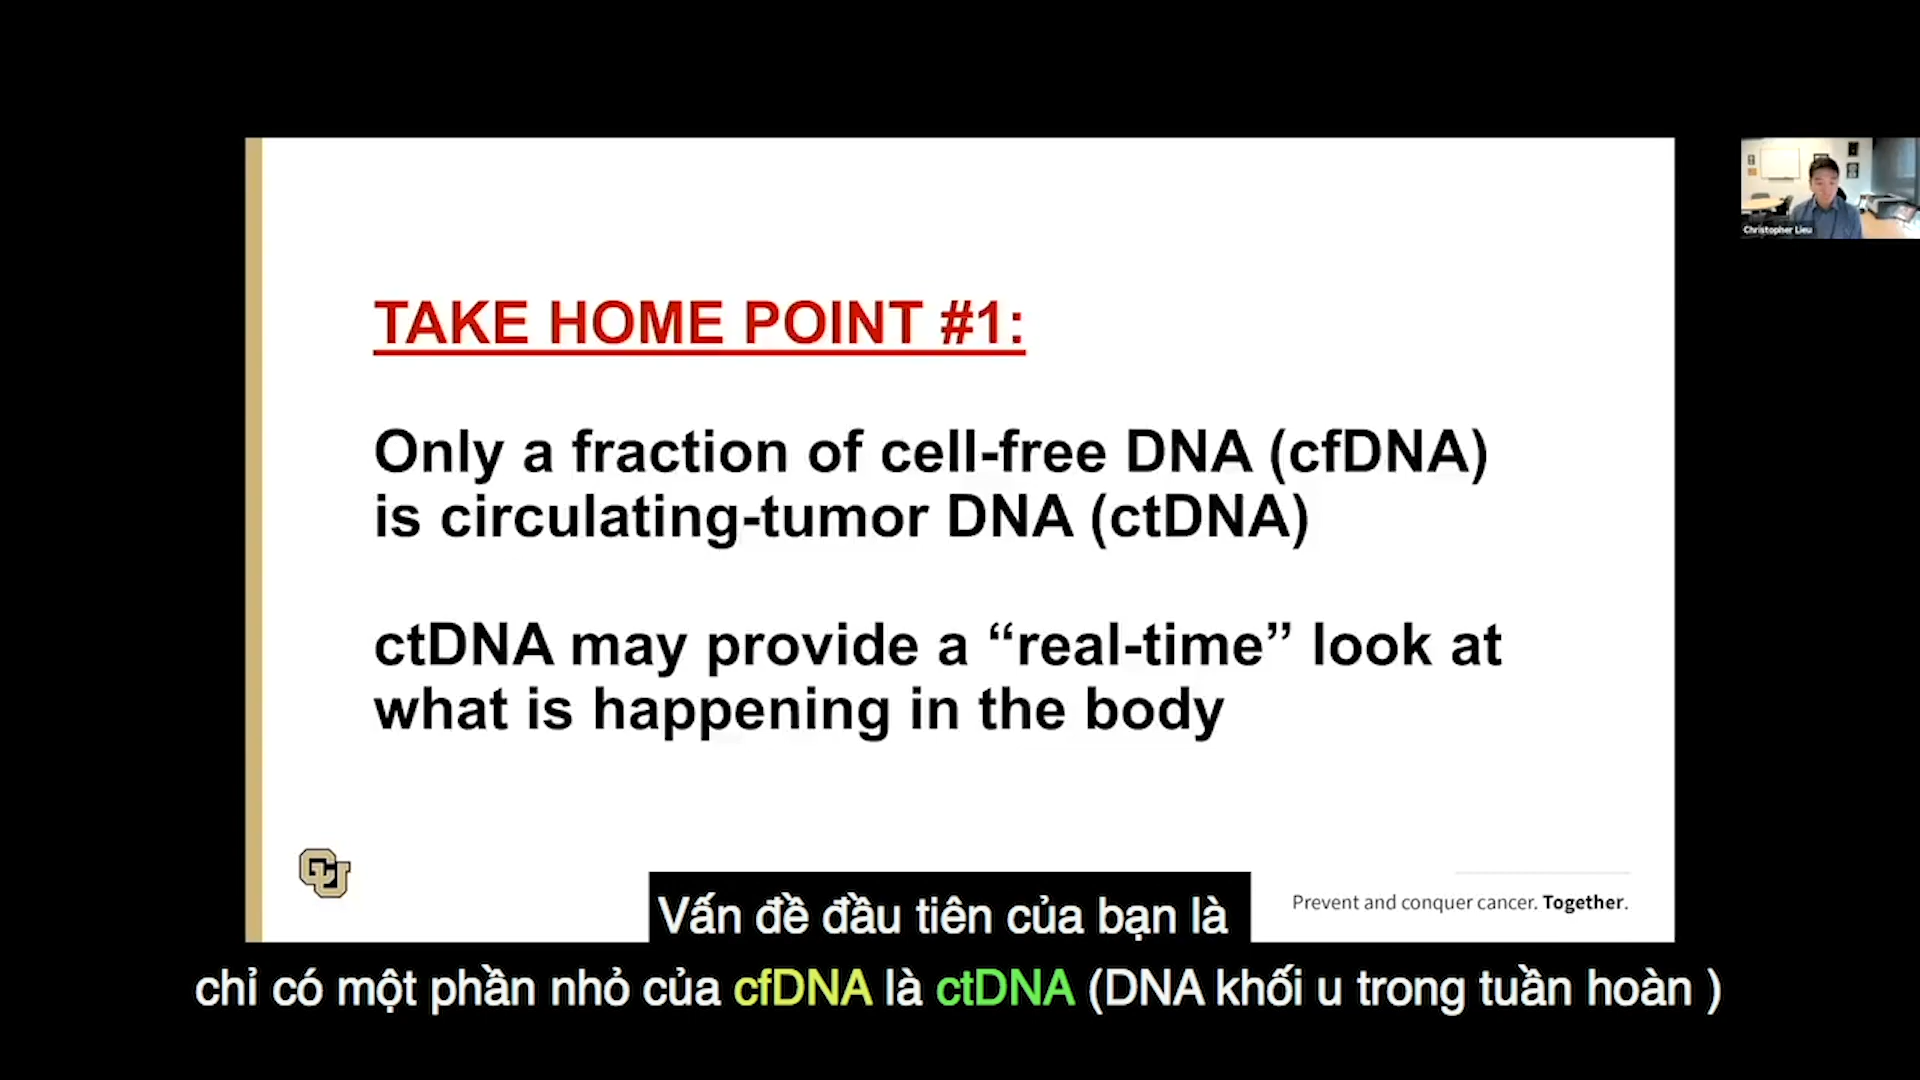 TAKE HOME POINT #1:
Only a fraction of cell-free DNA (cfDNA)
is circulating-tumor DNA (ctDNA)
ctDNA may provide a “real-time” look at
what is happening in the body
CU
Prevent and conquer cancer. Together.
Christopher Lieu
Vấn đề đầu tiên của bạn là
chỉ có một phần nhỏ của cfDNA là ctDNA (DNA khối u trong tuần hoàn )